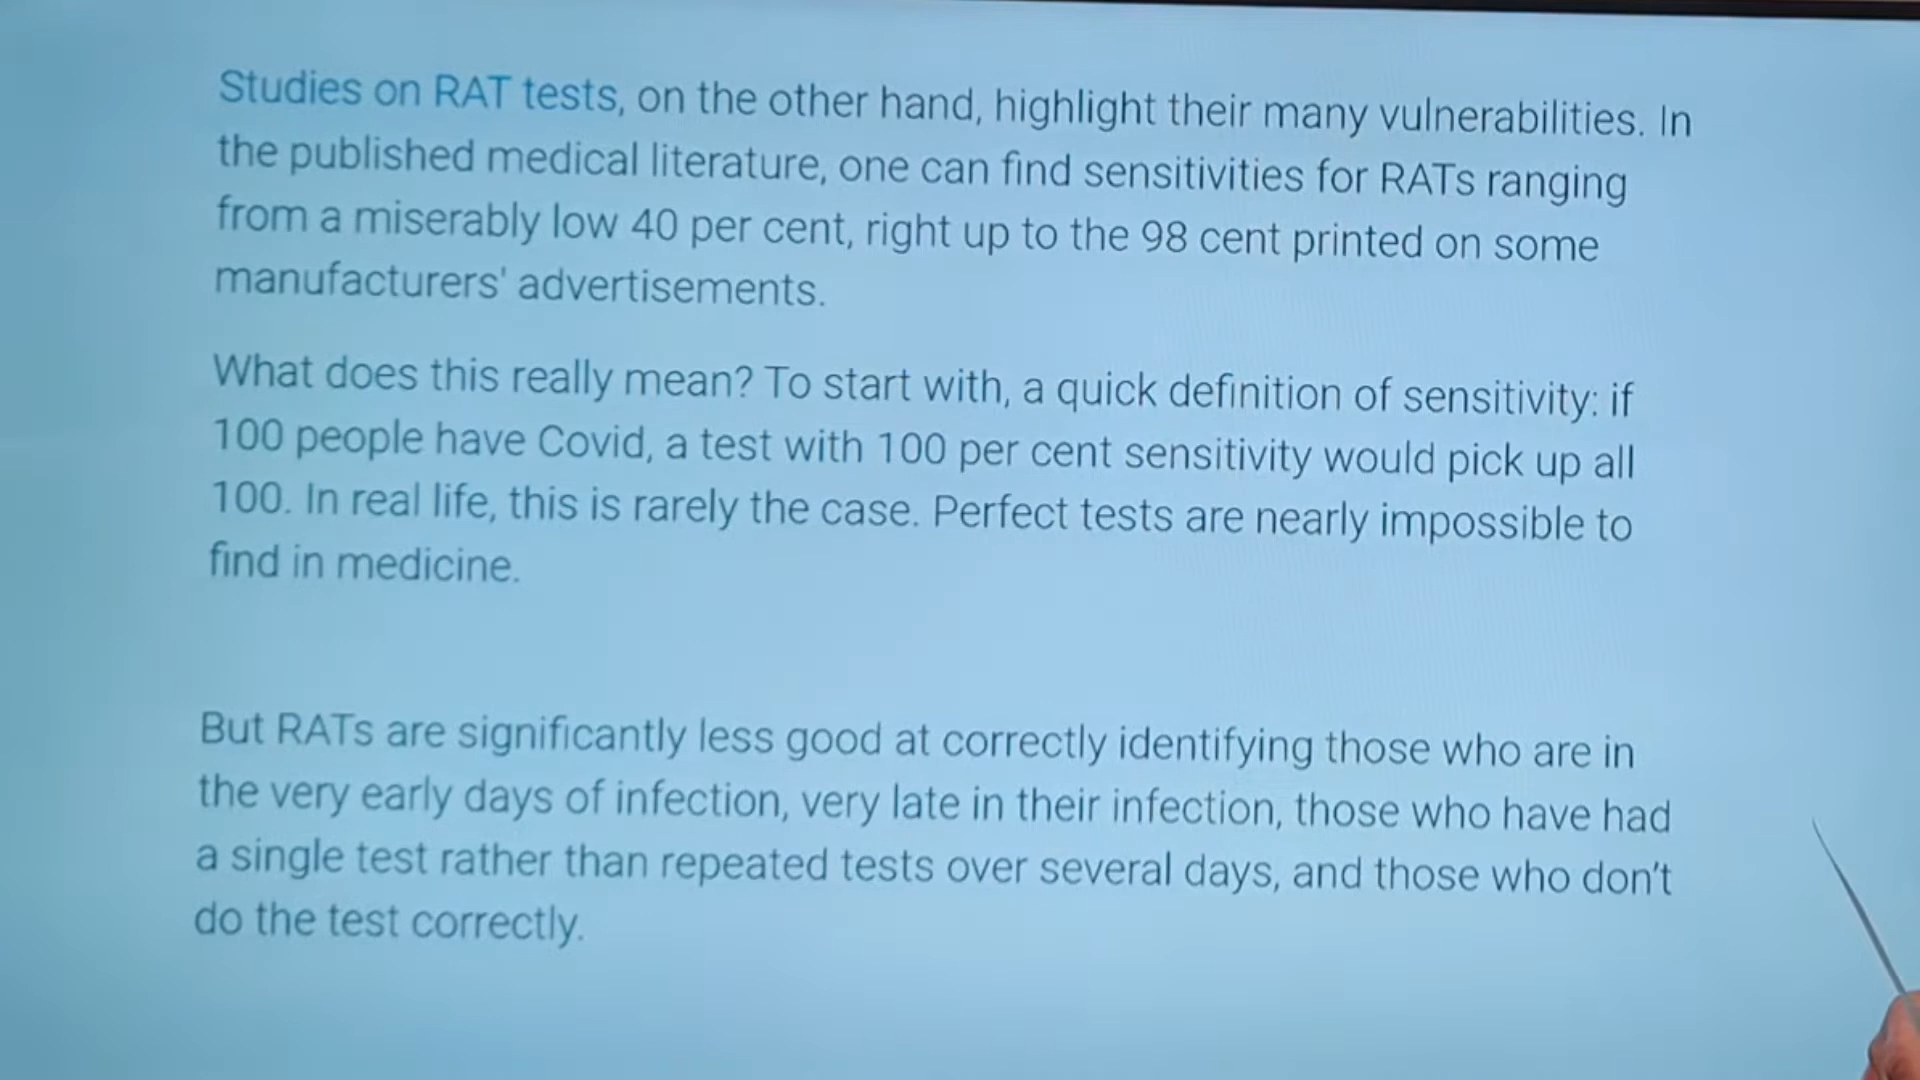 Studies on RAT tests, on the other hand, highlight their many vulnerabilities. In
the published medical literature, one can find sensitivities for RATs ranging
from a miserably low 40 per cent, right up to the 98 cent printed on some
manufacturers' advertisements.
What does this really mean? To start with, a quick definition of sensitivity: if
100 people have Covid, a test with 100 per cent sensitivity would pick up all
100. In real life, this is rarely the case. Perfect tests are nearly impossible to
find in medicine.
But RATs are significantly less good at correctly identifying those who are in
the very early days of infection, very late in their infection, those who have had
a single test rather than repeated tests over several days, and those who don't
do the test correctly.